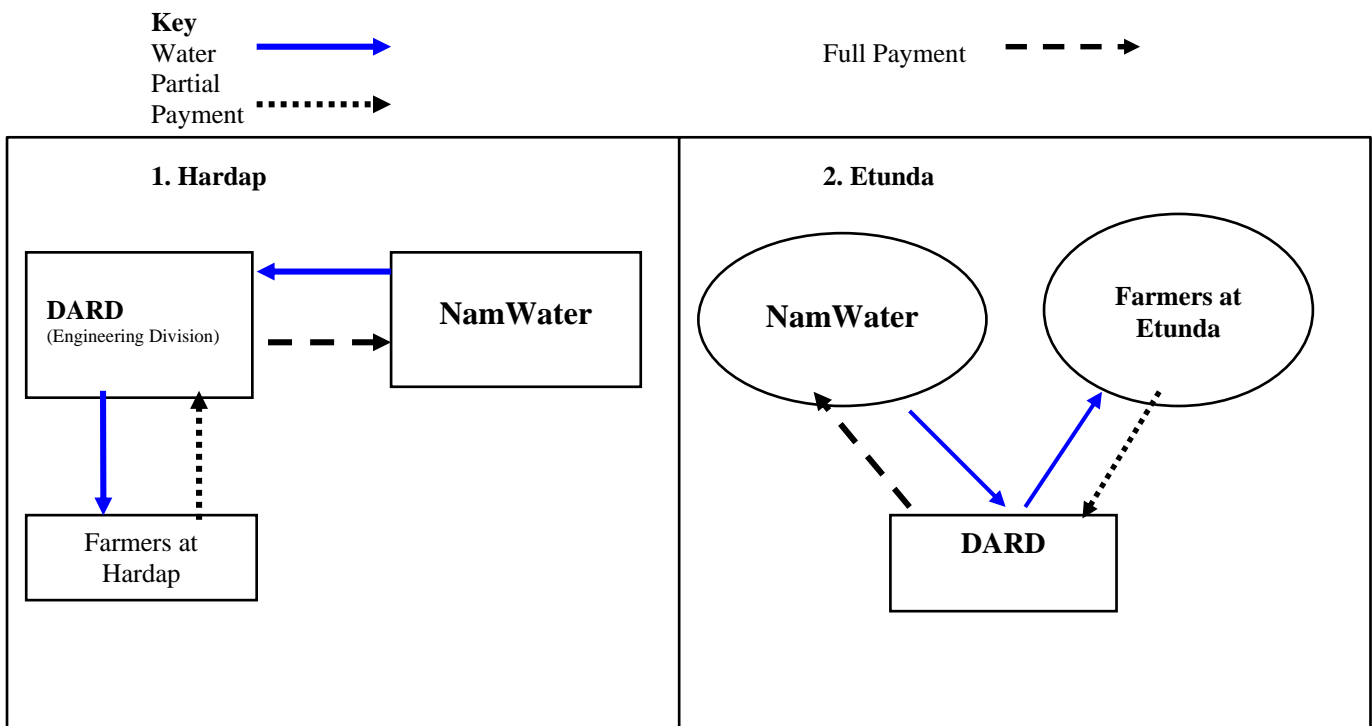 Key
Water
Partial
Payment
Full Payment
1. Hardap
2. Etunda
DARD
(Engineering Division)
NamWater
Farmers at
Hardap
NamWater
Farmers at
Etunda
DARD